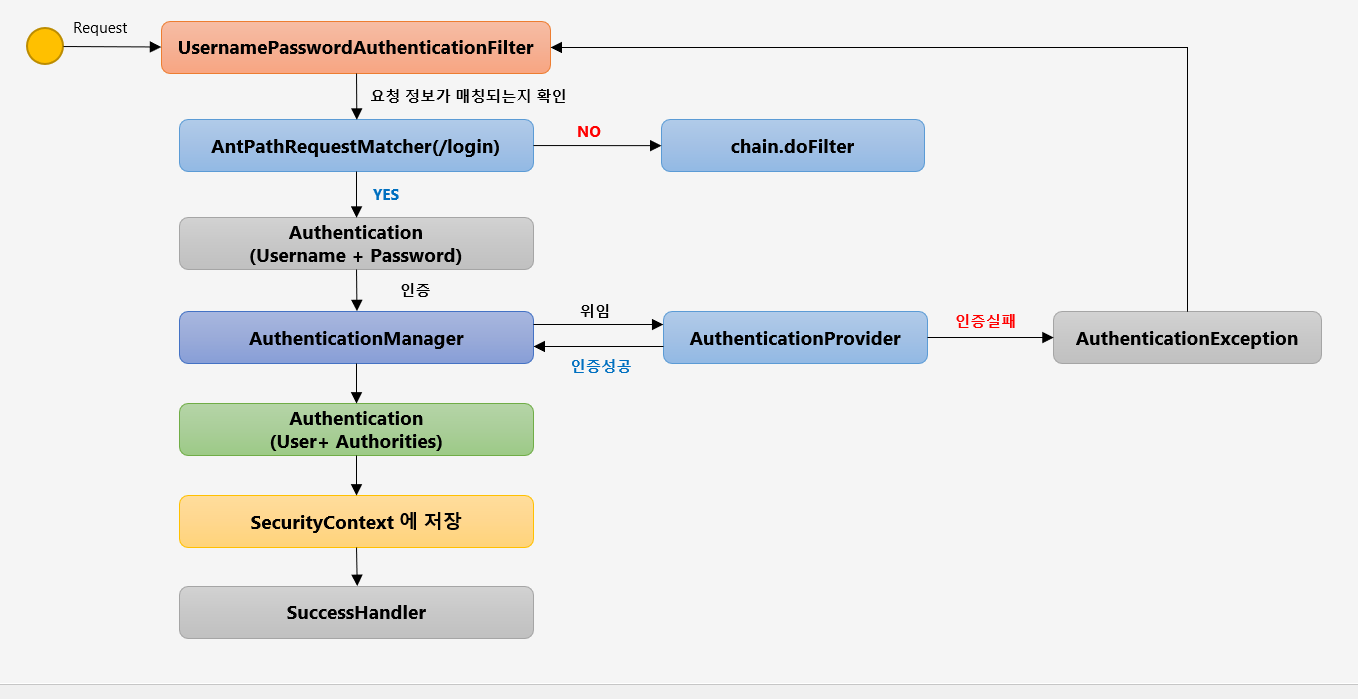 Request
UsernamePasswordAuthenticationFilter
요청 정보가 매칭되는지 확인
AntPathRequestMatcher(/login)
NO
chain.doFilter
YES
Authentication
(Username + Password)
인증
AuthenticationManager
위임
인증성공
AuthenticationProvider
인증실패
AuthenticationException
Authentication
(User+ Authorities)
SecurityContext 에 저장
SuccessHandler